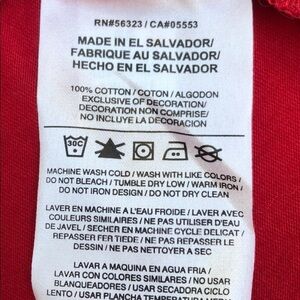 RN#56323 / CA#05553
MADE IN EL SALVADOR/
FABRIQUE AU SALVADOR/
HECHO EN EL SALVADOR
100% COTTON / COTON / ALGODON
EXCLUSIVE OF DECORATION/
DECORATION NON COMPRISE/
NO INCLUYE LA DECORACION
30C
MACHINE WASH COLD / WASH WITH LIKE COLORS /
DO NOT BLEACH / TUMBLE DRY LOW / WARM IRON /
DO NOT IRON DESIGN / DO NOT DRY CLEAN
LAVER EN MACHINE A L'EAU FROIDE / LAVER AVEC
COULEURS SIMILAIRES / NE PAS UTILISER D'EAU
DE JAVEL / SECHER EN MACHINE CYCLE DELICAT /
REPASSER FER TIEDE / NE PAS REPASSER LE
DESSIN / NE PAS NETTOYER A SEC
LAVAR A MAQUINA EN AGUA FRIA /
LAVAR CON COLORES SIMILARES / NO USAR
BLANQUEADORES / USAR SECADORA CICLO
LENTO / USAR PLANCHA TEMPERATURA